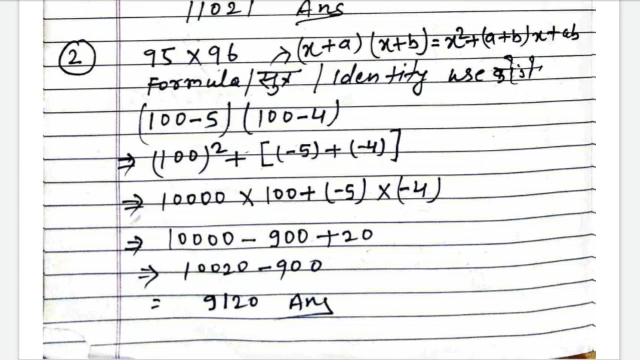 11021 Ans
② 95 × 96 → (x+a) (x+b) = x²+(a+b)x+ab
Formula/सुत्र / Identity use
(100-5) (100-4)
⇒ (100)² + [(-5) + (-4)]
⇒ 10000 × 100 + (-5) × (-4)
⇒ 10000 - 900 + 20
⇒ 10020 - 900
= 9120 Ans